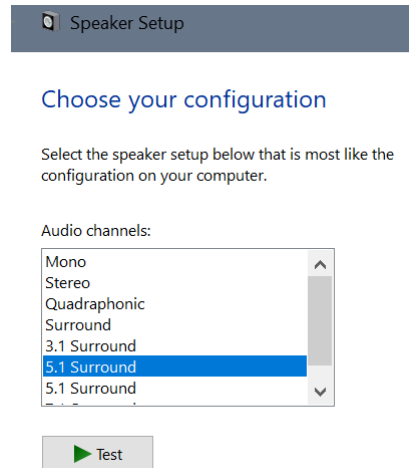 Speaker Setup
Choose your configuration
Select the speaker setup below that is most like the
configuration on your computer.
Audio channels:
Mono
Stereo
Quadraphonic
Surround
3.1 Surround
5.1 Surround
5.1 Surround
Test